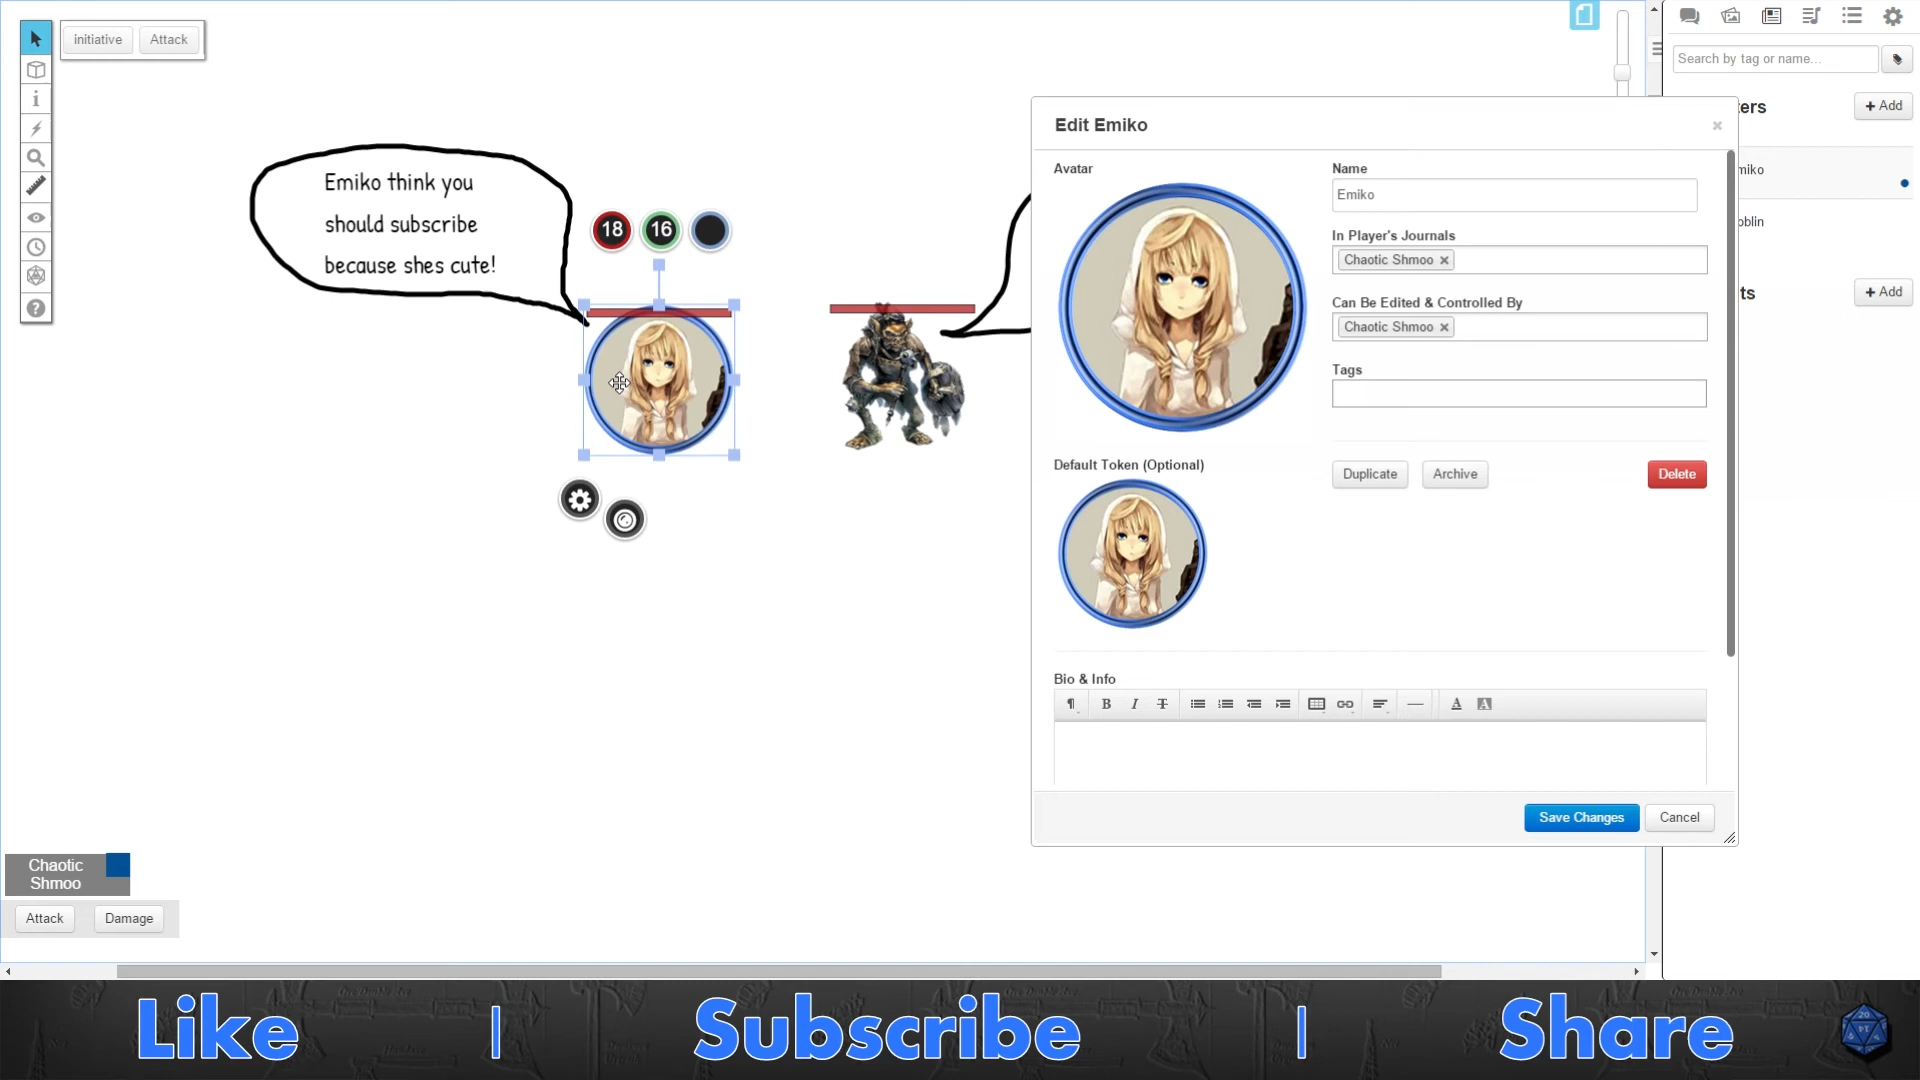 initiative Attack
Search by tag or name...
ters
+ Add
Edit Emiko
Avatar
Name
Emiko
miko
Emiko think you
should subscribe
because shes cute!
18 16
In Player's Journals
Chaotic Shmoo
oblin
Can Be Edited & Controlled By
Chaotic Shmoo
ts
+ Add
Tags
Default Token (Optional)
Duplicate Archive Delete
Bio & Info
Save Changes Cancel
Chaotic
Shmoo
Attack Damage
Like | Subscribe | Share